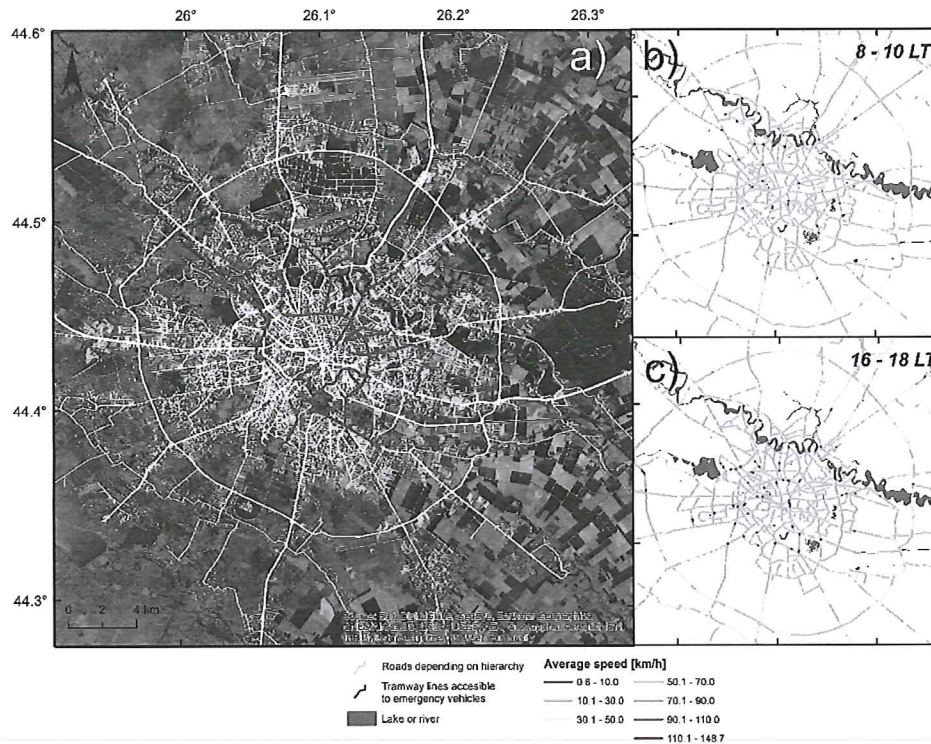 26° 26.1° 26.2° 26.3°
44.6°
a)
b)
8 - 10 LT
44.5°
44.4°
c)
16 - 18 LT
44.3°
0 2 4 km
Roads depending on hierarchy
Tramway lines accesible
to emergency vehicles
Lake or river
Average speed [km/h]
0.8 - 10.0
10.1 - 30.0
30.1 - 50.0
50.1 - 70.0
70.1 - 90.0
90.1 - 110.0
110.1 - 148.7